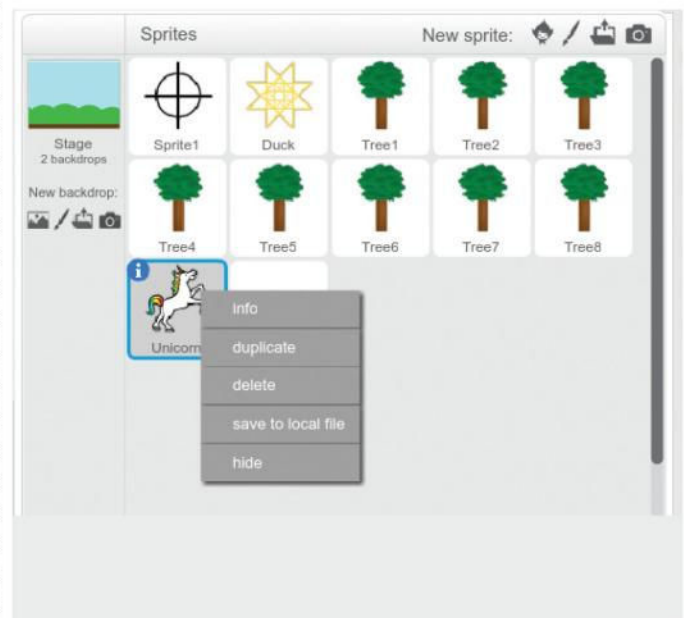 Sprites New sprite:
Stage
2 backdrops
New backdrop:
Sprite1 Duck Tree1 Tree2 Tree3
Tree4 Tree5 Tree6 Tree7 Tree8
i
Unicorn
info
duplicate
delete
save to local file
hide